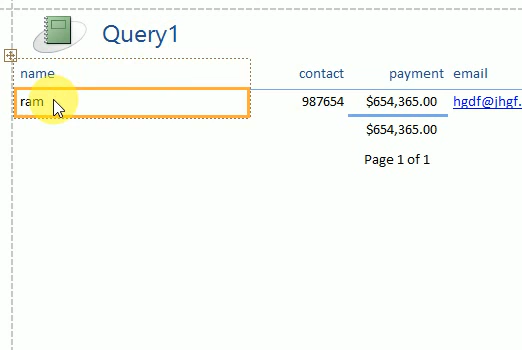 Query1
name contact payment email
ram 987654 $654,365.00 hgdf@jhgf.
$654,365.00
Page 1 of 1